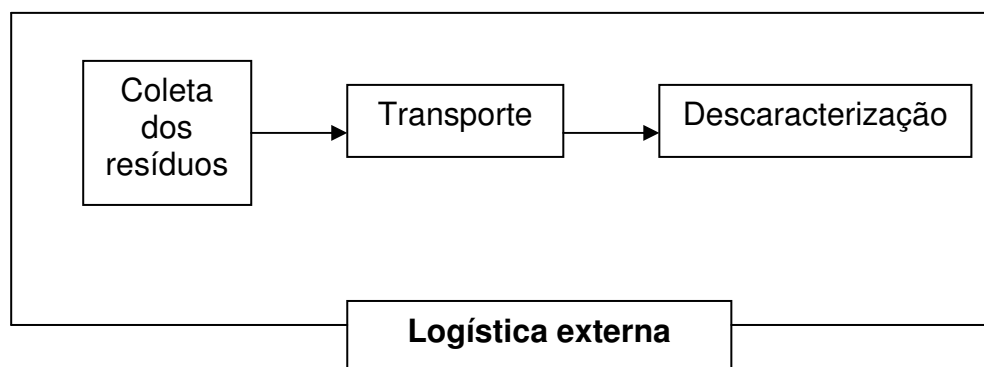 Coleta
dos
resíduos
Transporte
Descaracterização
Logística externa